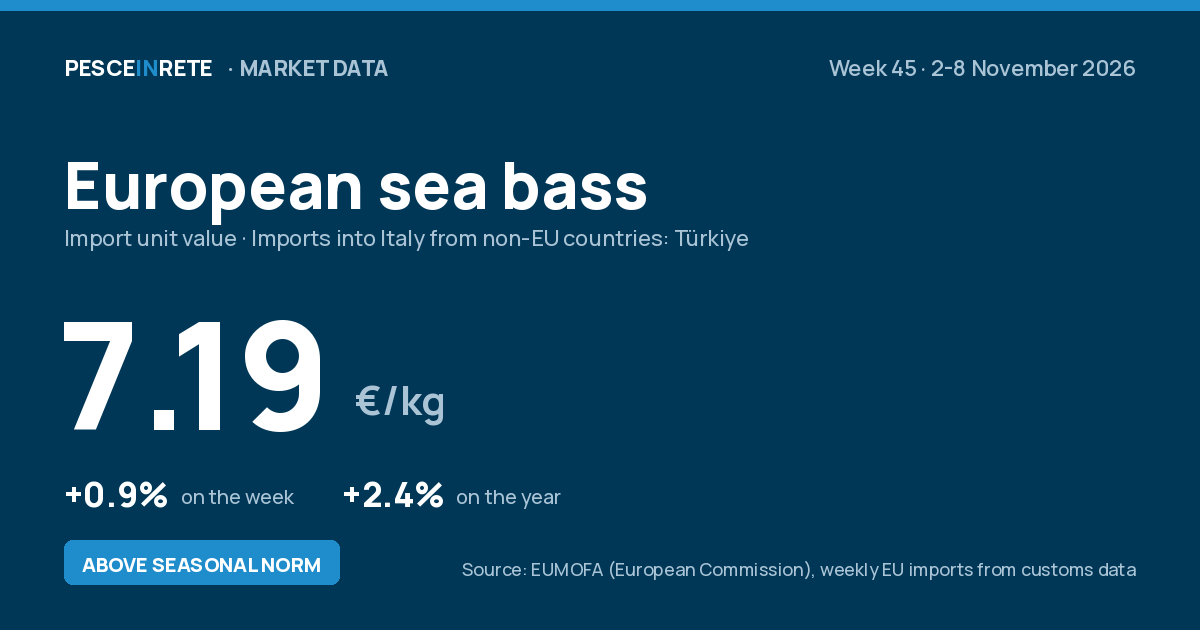 PESCEINRETE · MARKET DATA
Week 45 · 2-8 November 2026
European sea bass
Import unit value · Imports into Italy from non-EU countries: Türkiye
7.19 €/kg
+0.9% on the week +2.4% on the year
ABOVE SEASONAL NORM
Source: EUMOFA (European Commission), weekly EU imports from customs data